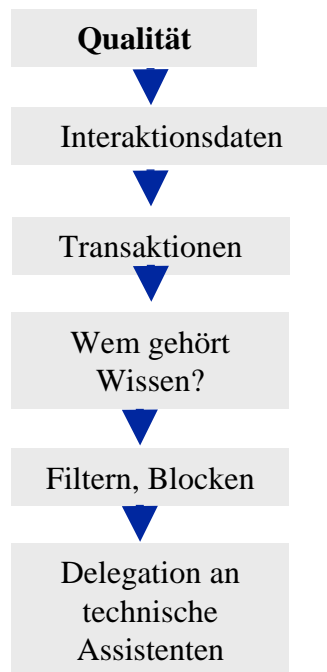 Qualität
Interaktionsdaten
Transaktionen
Wem gehört
Wissen?
Filtern, Blocken
Delegation an
technische
Assistenten